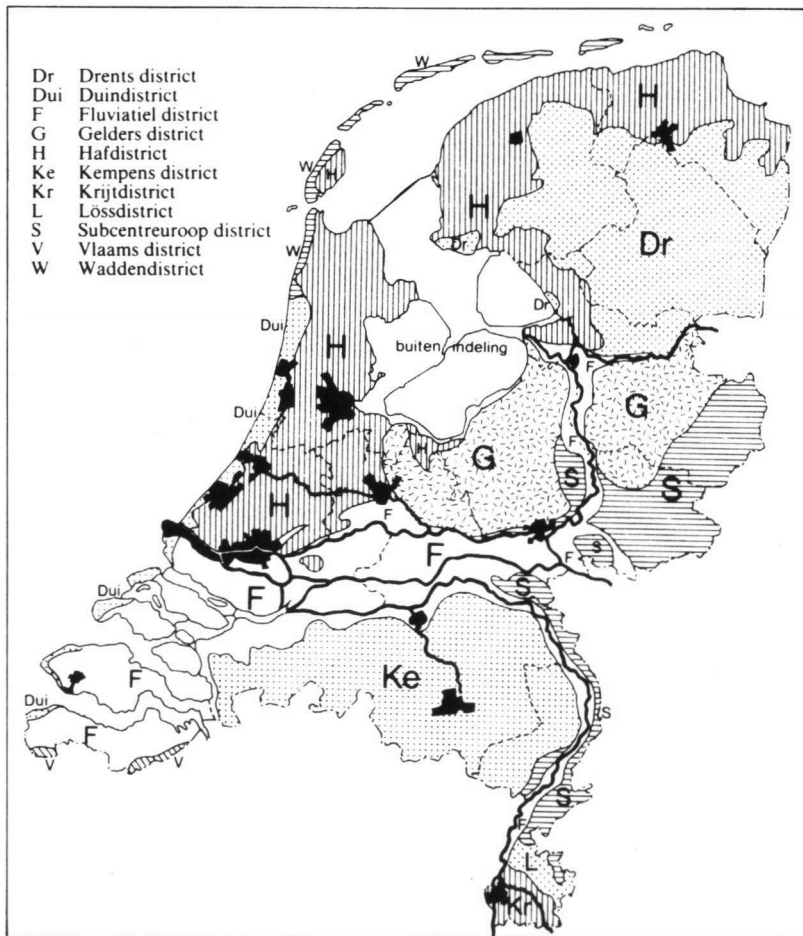 Dr Drents district
Dui Duindistrict
F Fluviatiel district
G Gelders district
H Hafdistrict
Ke Kempens district
Kr Krijtdistrict
L Lössdistrict
S Subcentreuroop district
V Vlaams district
W Waddendistrict
W
H
W
H
H
W
Dr
Dr
Dr
Dui
H
buiten indeling
F
G
Dui
H
G
F
S
S
H
F
F
S
F
F
S
Dui
F
Ke
Dui
S
F
V
V
S
F
L
Kr